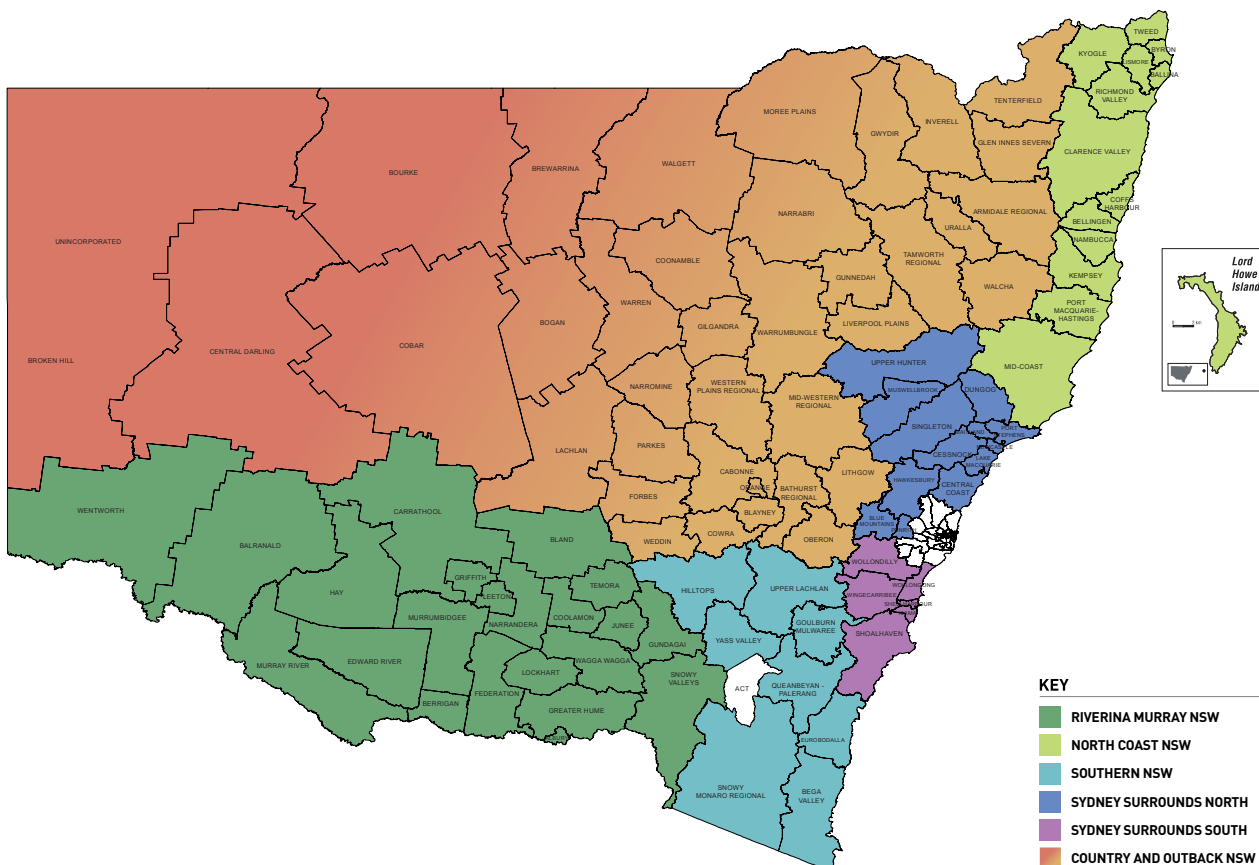 TWEED
KYOGLE
BYRON
LISMORE
BALLINA
RICHMOND
VALLEY
TENTERFIELD
MOREE PLAINS
INVERELL
GWYDIR
GLEN INNES SEVERN
CLARENCE VALLEY
WALGETT
BREWARRINA
BOURKE
COFFS
HARBOUR
ARMIDALE REGIONAL
NARRABRI
BELLINGEN
URALLA
NAMBUCCA
UNINCORPORATED
TAMWORTH
REGIONAL
COONAMBLE
GUNNEDAH
KEMPSEY
WALCHA
WARREN
PORT
MACQUARIE-
HASTINGS
BOGAN
GILGANDRA
LIVERPOOL PLAINS
WARRUMBUNGLE
COBAR
CENTRAL DARLING
BROKEN HILL
UPPER HUNTER
MID-COAST
NARROMINE
WESTERN
PLAINS REGIONAL
MUSWELLBROOK
DUNGOG
MID-WESTERN
REGIONAL
SINGLETON
PORT
STEPHENS
PARKES
LACHLAN
CESSNOCK
LAKE
MACQUARIE
CABONNE
LITHGOW
HAWKESBURY
CENTRAL
COAST
ORANGE
BATHURST
REGIONAL
FORBES
BLAYNEY
BLUE
MOUNTAINS
WENTWORTH
CARRATHOOL
COWRA
WEDDIN
OBERON
BLAND
BALRANALD
WOLLONDILLY
GRIFFITH
TEMORA
HILLTOPS
UPPER LACHLAN
WOLLONGONG
HAY
LEETON
WINGECARRIBEE
MURRUMBIDGEE
NARRANDERA
COOLAMON
JUNEE
GOULBURN
MULWAREE
SHOALHAVEN
YASS VALLEY
GUNDAGAI
MURRAY RIVER
EDWARD RIVER
LOCKHART
WAGGA WAGGA
SNOWY
VALLEYS
ACT
QUEANBEYAN -
PALERANG
FEDERATION
BERRIGAN
GREATER HUME
EUROBODALLA
SNOWY
MONARO REGIONAL
BEGA
VALLEY
Lord
Howe
Island
KEY
RIVERINA MURRAY NSW
NORTH COAST NSW
SOUTHERN NSW
SYDNEY SURROUNDS NORTH
SYDNEY SURROUNDS SOUTH
COUNTRY AND OUTBACK NSW